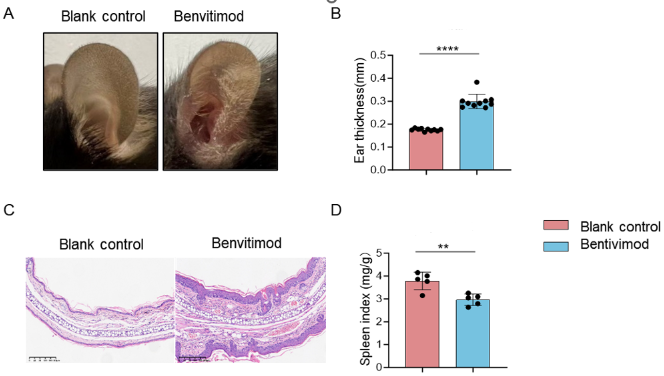 A
Blank control
Benvitimod
B
****
Ear thickness(mm)
0.5
0.4
0.3
0.2
0.1
0.0
C
Blank control
Benvitimod
D
**
Spleen index (mg/g)
5
4
3
2
1
0
Blank control
Bentivimod